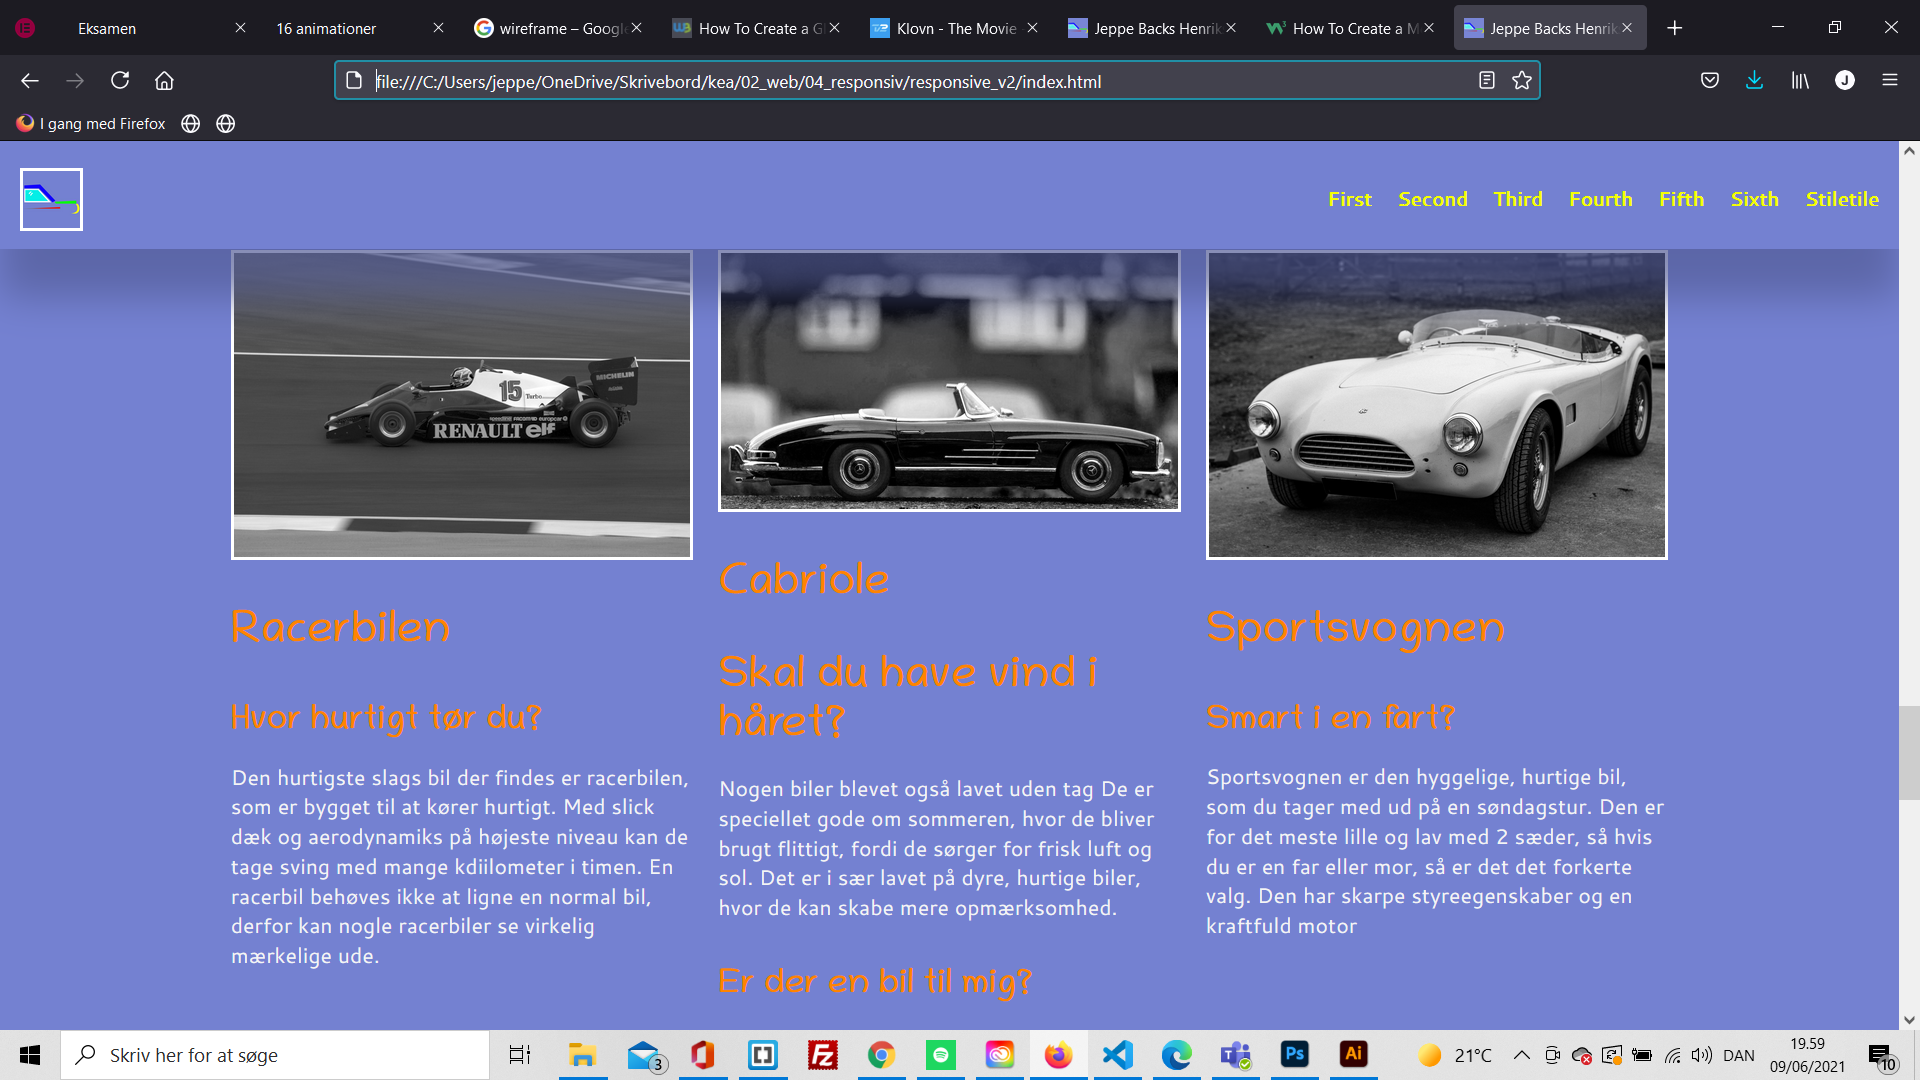 Eksamen
16 animationer
wireframe – Google
How To Create a G
Klovn - The Movie
Jeppe Backs Henrik
How To Create a M
Jeppe Backs Henrik
file:///C:/Users/jeppe/OneDrive/Skrivebord/kea/02_web/04_responsiv/responsive_v2/index.html
J
I gang med Firefox
First Second Third Fourth Fifth Sixth Stiletile
15
Turbo
MICHELIN
RENAULT elf
Racerbilen
Hvor hurtigt tør du?
Den hurtigste slags bil der findes er racerbilen,
som er bygget til at kører hurtigt. Med slick
dæk og aerodynamiks på højeste niveau kan de
tage sving med mange kdiilometer i timen. En
racerbil behøves ikke at ligne en normal bil,
derfor kan nogle racerbiler se virkelig
mærkelige ude.
Cabriole
Skal du have vind i
håret?
Nogen biler blevet også lavet uden tag De er
speciellet gode om sommeren, hvor de bliver
brugt flittigt, fordi de sørger for frisk luft og
sol. Det er i sær lavet på dyre, hurtige biler,
hvor de kan skabe mere opmærksomhed.
Er der en bil til mig?
Sportsvognen
Smart i en fart?
Sportsvognen er den hyggelige, hurtige bil,
som du tager med ud på en søndagstur. Den er
for det meste lille og lav med 2 sæder, så hvis
du er en far eller mor, så er det det forkerte
valg. Den har skarpe styreegenskaber og en
kraftfuld motor
Skriv her for at søge
3
Fz
Ps
Ai
21°C
DAN
19.59
09/06/2021
10